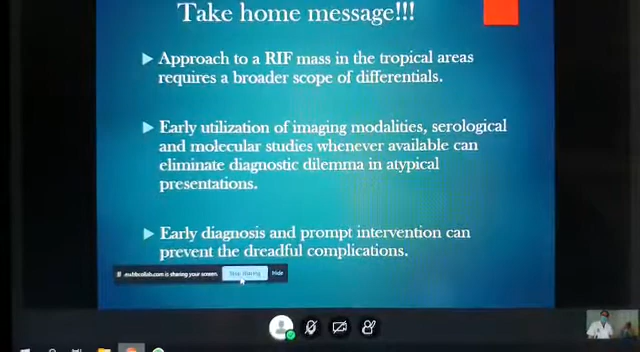 Take home message!!!
Approach to a RIF mass in the tropical areas
requires a broader scope of differentials.
Early utilization of imaging modalities, serological
and molecular studies whenever available can
eliminate diagnostic dilemma in atypical
presentations.
Early diagnosis and prompt intervention can
prevent the dreadful complications.
is sharing your screen.
Stop sharing
Hide